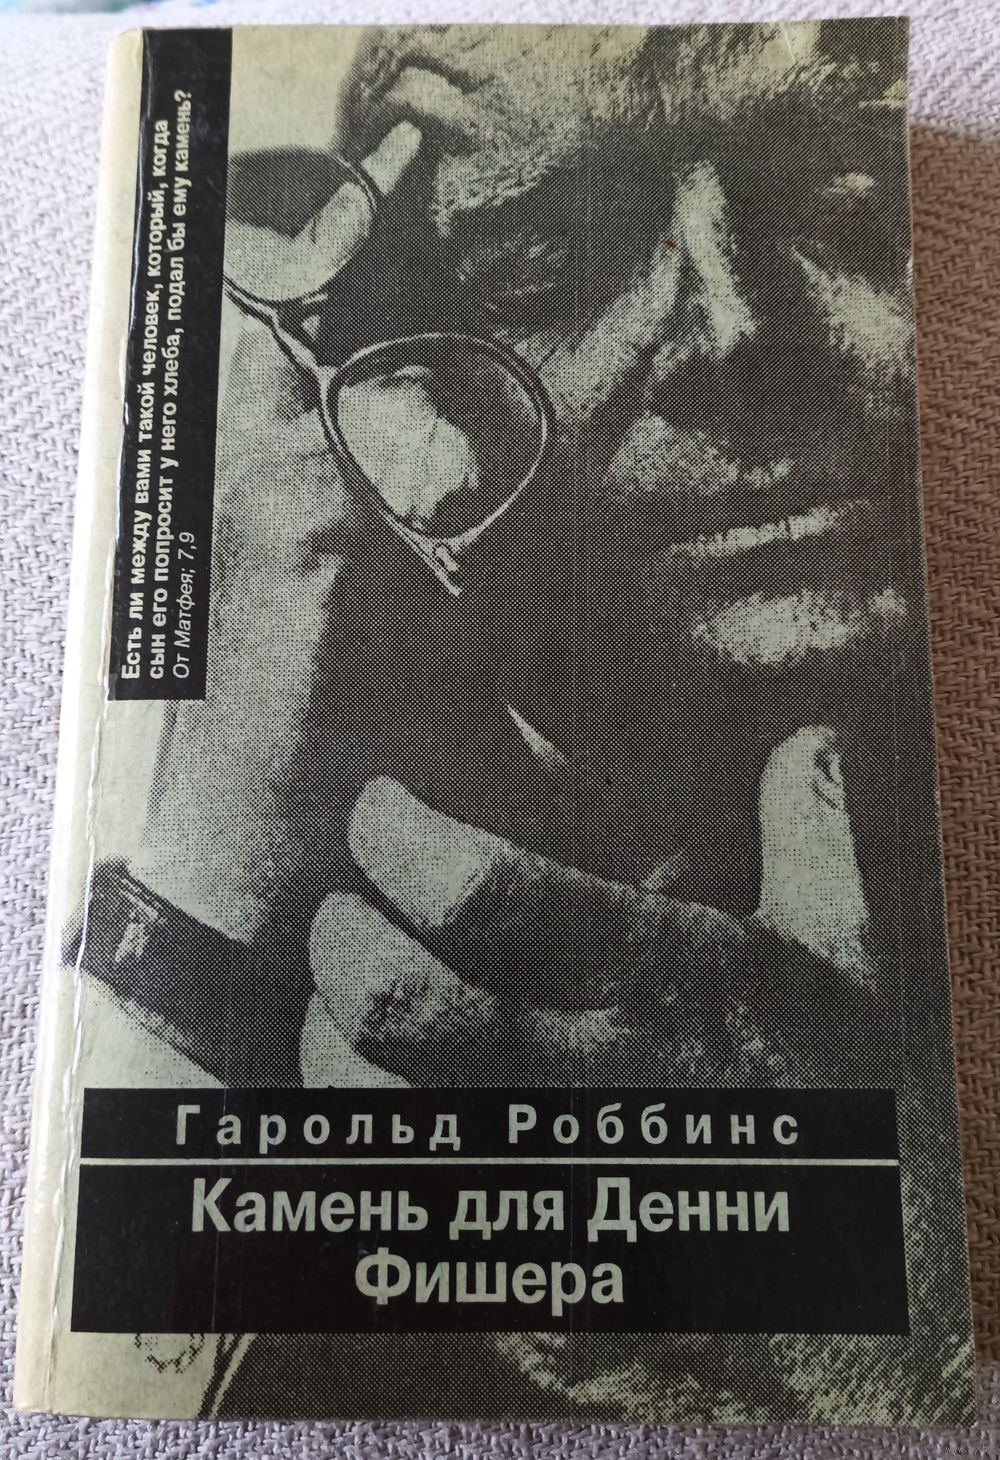 Есть ли между вами такой человек, который, когда
сын его попросит у него хлеба, подал бы ему камень?
От Матфея; 7,9
Гарольд Роббинс
Камень для Денни
Фишера